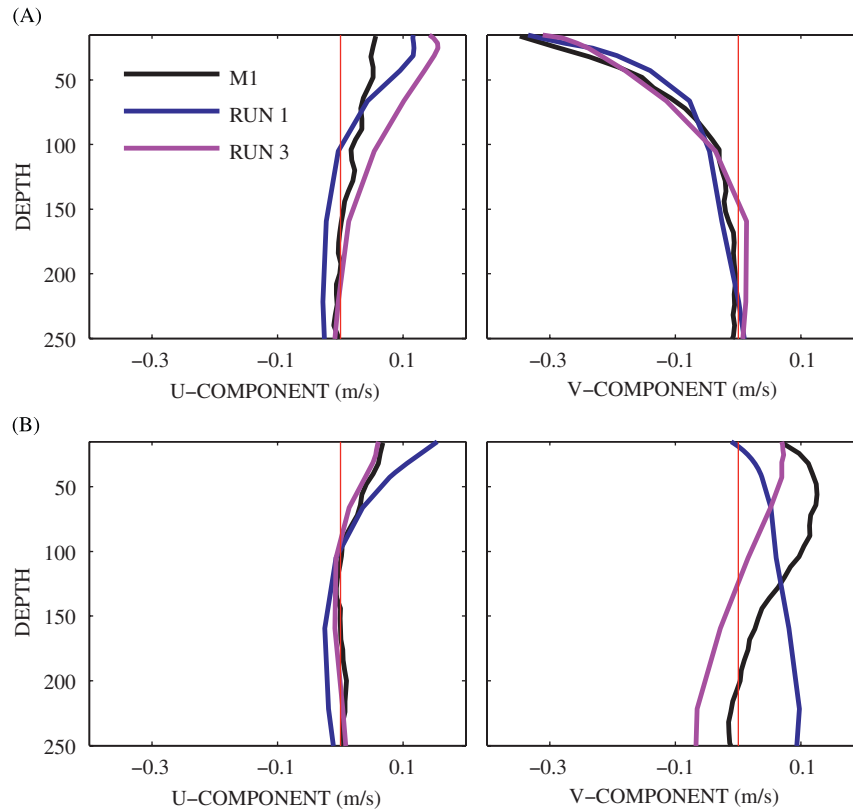 (A)
50
100
150
200
250
DEPTH
M1
RUN 1
RUN 3
−0.3 −0.1 0.1
U−COMPONENT (m/s)
−0.3 −0.1 0.1
V−COMPONENT (m/s)
(B)
50
100
150
200
250
DEPTH
−0.3 −0.1 0.1
U−COMPONENT (m/s)
−0.3 −0.1 0.1
V−COMPONENT (m/s)